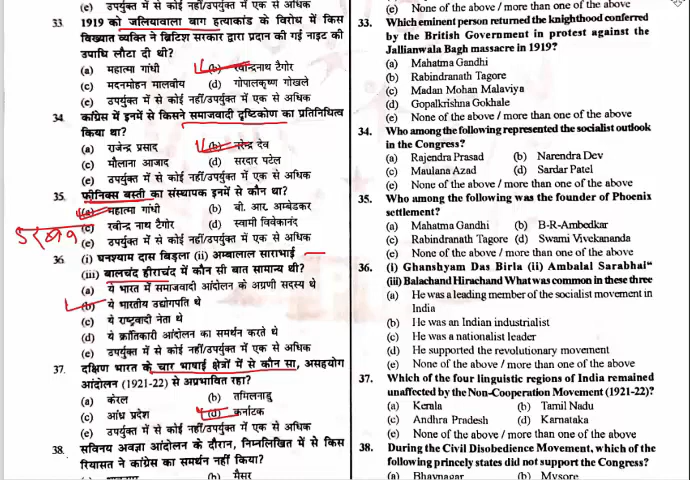 (e) उपर्युक्त में से कोई नहीं/उपर्युक्त में एक से अधिक
33. 1919 को जलियावाला बाग हत्याकांड के विरोध में किस
विख्यात व्यक्ति ने ब्रिटिश सरकार द्वारा प्रदान की गई नाइट की
उपाधि लौटा दी थी?
(a) महात्मा गांधी (b) रवीन्द्रनाथ टैगोर
(c) मदनमोहन मालवीय (d) गोपालकृष्ण गोखले
(e) उपर्युक्त में से कोई नहीं/उपर्युक्त में एक से अधिक
34. कांग्रेस में इनमें से किसने समाजवादी दृष्टिकोण का प्रतिनिधित्व
किया था?
(a) राजेन्द्र प्रसाद (b) नरेन्द्र देव
(c) मौलाना आजाद (d) सरदार पटेल
(e) उपर्युक्त में से कोई नहीं/उपर्युक्त में एक से अधिक
35. फ़ीनिक्स बस्ती का संस्थापक इनमें से कौन था?
(a) महात्मा गांधी (b) बी. आर. अम्बेडकर
(c) रवीन्द्र नाथ टैगोर (d) स्वामी विवेकानंद
(e) उपर्युक्त में से कोई नहीं/उपर्युक्त में एक से अधिक
36. (i) घनश्याम दास बिड़ला (ii) अम्बालाल साराभाई
(iii) बालचंद हीराचंद में कौन सी बात सामान्य थी?
(a) ये भारत में समाजवादी आंदोलन के अग्रणी सदस्य थे
(b) ये भारतीय उद्योगपति थे
(c) ये राष्ट्रवादी नेता थे
(d) ये क्रांतिकारी आंदोलन का समर्थन करते थे
(e) उपर्युक्त में से कोई नहीं/उपर्युक्त में एक से अधिक
37. दक्षिण भारत के चार भाषाई क्षेत्रों में से कौन सा, असहयोग
आंदोलन (1921-22) से अप्रभावित रहा?
(a) केरल (b) तमिलनाडु
(c) आंध्र प्रदेश (d) कर्नाटक
(e) उपर्युक्त में से कोई नहीं/उपर्युक्त में एक से अधिक
38. सविनय अवज्ञा आंदोलन के दौरान, निम्नलिखित में से किस
रियासत ने कांग्रेस का समर्थन नहीं किया?
(b) मैसूर
(e) None of the above / more than one of the above
33. Which eminent person returned the knighthood conferred
by the British Government in protest against the
Jallianwala Bagh massacre in 1919?
(a) Mahatma Gandhi
(b) Rabindranath Tagore
(c) Madan Mohan Malaviya
(d) Gopalkrishna Gokhale
(e) None of the above / more than one of the above
34. Who among the following represented the socialist outlook
in the Congress?
(a) Rajendra Prasad (b) Narendra Dev
(c) Maulana Azad (d) Sardar Patel
(e) None of the above / more than one of the above
35. Who among the following was the founder of Phoenix
settlement?
(a) Mahatma Gandhi (b) B-R-Ambedkar
(c) Rabindranath Tagore (d) Swami Vivekananda
(e) None of the above / more than one of the above
36. (i) Ghanshyam Das Birla (ii) Ambalal Sarabhai"
(iii) Balachand Hirachand What was common in these three
(a) He was a leading member of the socialist movement in
India
(b) He was an Indian industrialist
(c) He was a nationalist leader
(d) He supported the revolutionary movement
(e) None of the above / more than one of the above
37. Which of the four linguistic regions of India remained
unaffected by the Non-Cooperation Movement (1921-22)?
(a) Kerala (b) Tamil Nadu
(c) Andhra Pradesh (d) Karnataka
(e) None of the above / more than one of the above
38. During the Civil Disobedience Movement, which of the
following princely states did not support the Congress?
(a) Bhavnagar (b) Mysore